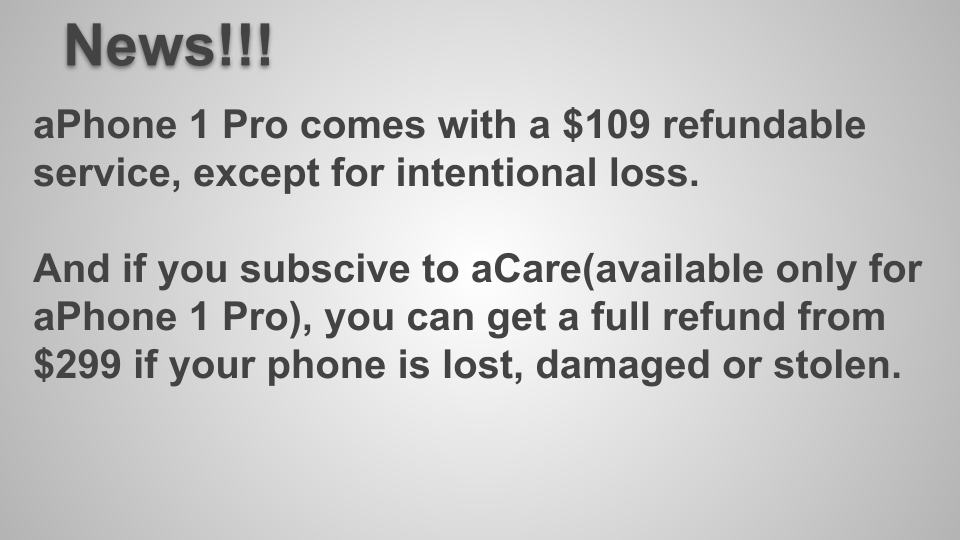 News!!!
aPhone 1 Pro comes with a $109 refundable
service, except for intentional loss.
And if you subscive to aCare(available only for
aPhone 1 Pro), you can get a full refund from
$299 if your phone is lost, damaged or stolen.